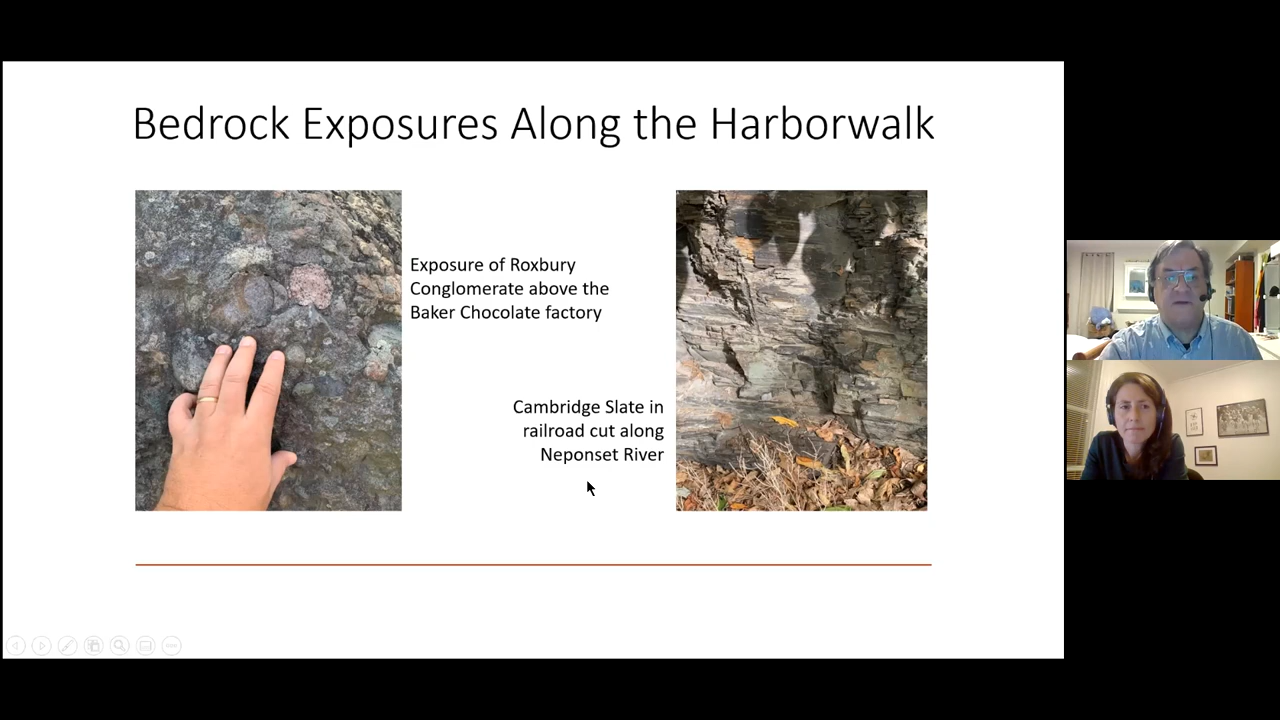 Bedrock Exposures Along the Harborwalk
Exposure of Roxbury
Conglomerate above the
Baker Chocolate factory
Cambridge Slate in
railroad cut along
Neponset River